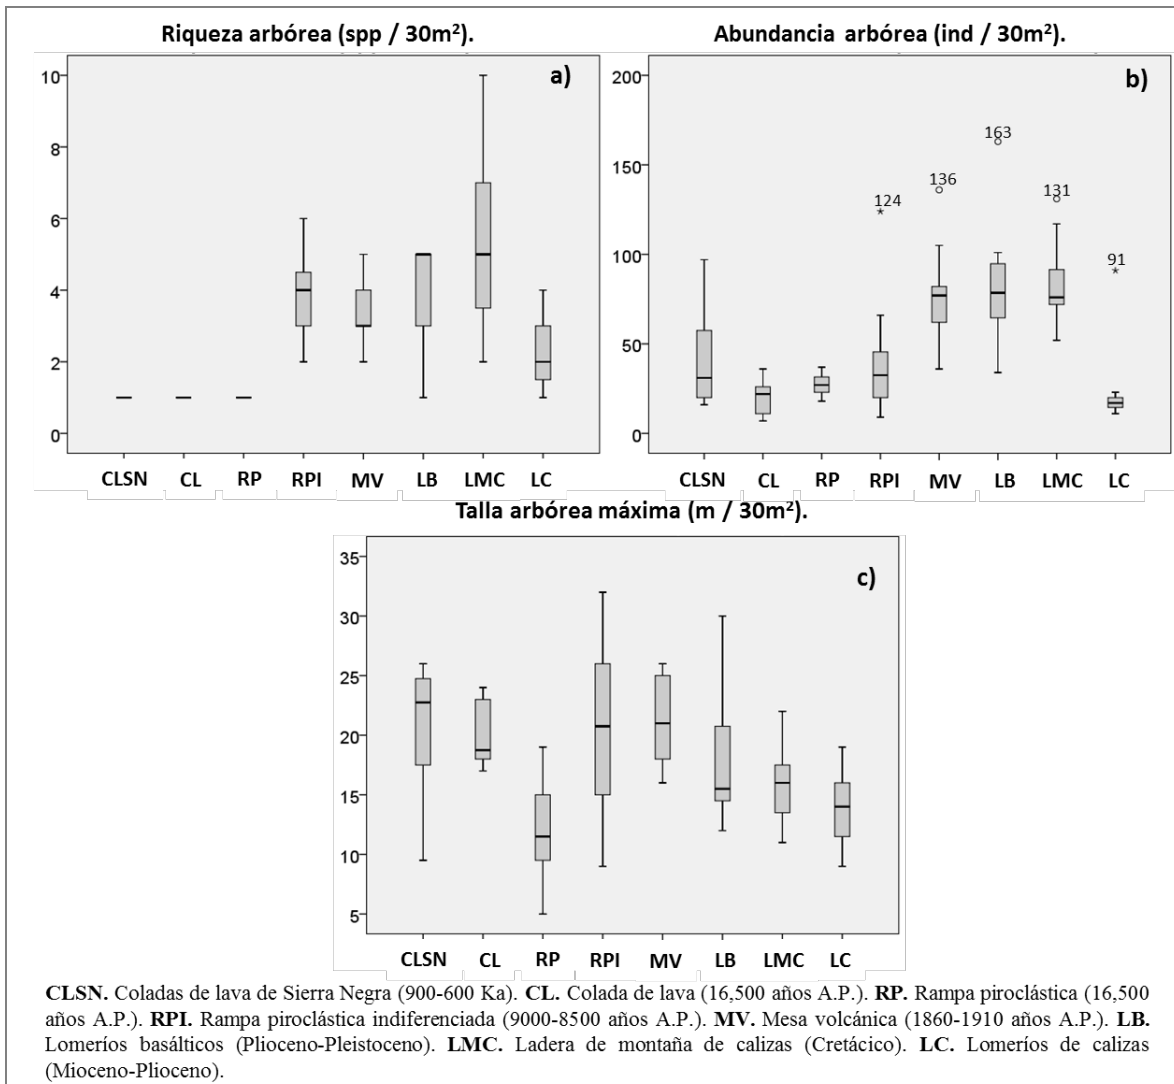 Riqueza arbórea (spp / 30m²).
a)
10
8
6
4
2
0
CLSN CL RP RPI MV LB LMC LC
Abundancia arbórea (ind / 30m²).
b)
200
150
100
50
0
124
136
163
131
91
CLSN CL RP RPI MV LB LMC LC
Talla arbórea máxima (m / 30m²).
c)
35
30
25
20
15
10
5
CLSN CL RP RPI MV LB LMC LC
CLSN. Coladas de lava de Sierra Negra (900-600 Ka). CL. Colada de lava (16,500 años A.P.). RP. Rampa piroclástica (16,500
años A.P.). RPI. Rampa piroclástica indiferenciada (9000-8500 años A.P.). MV. Mesa volcánica (1860-1910 años A.P.). LB.
Lomeríos basálticos (Plioceno-Pleistoceno). LMC. Ladera de montaña de calizas (Cretácico). LC. Lomeríos de calizas
(Mioceno-Plioceno).